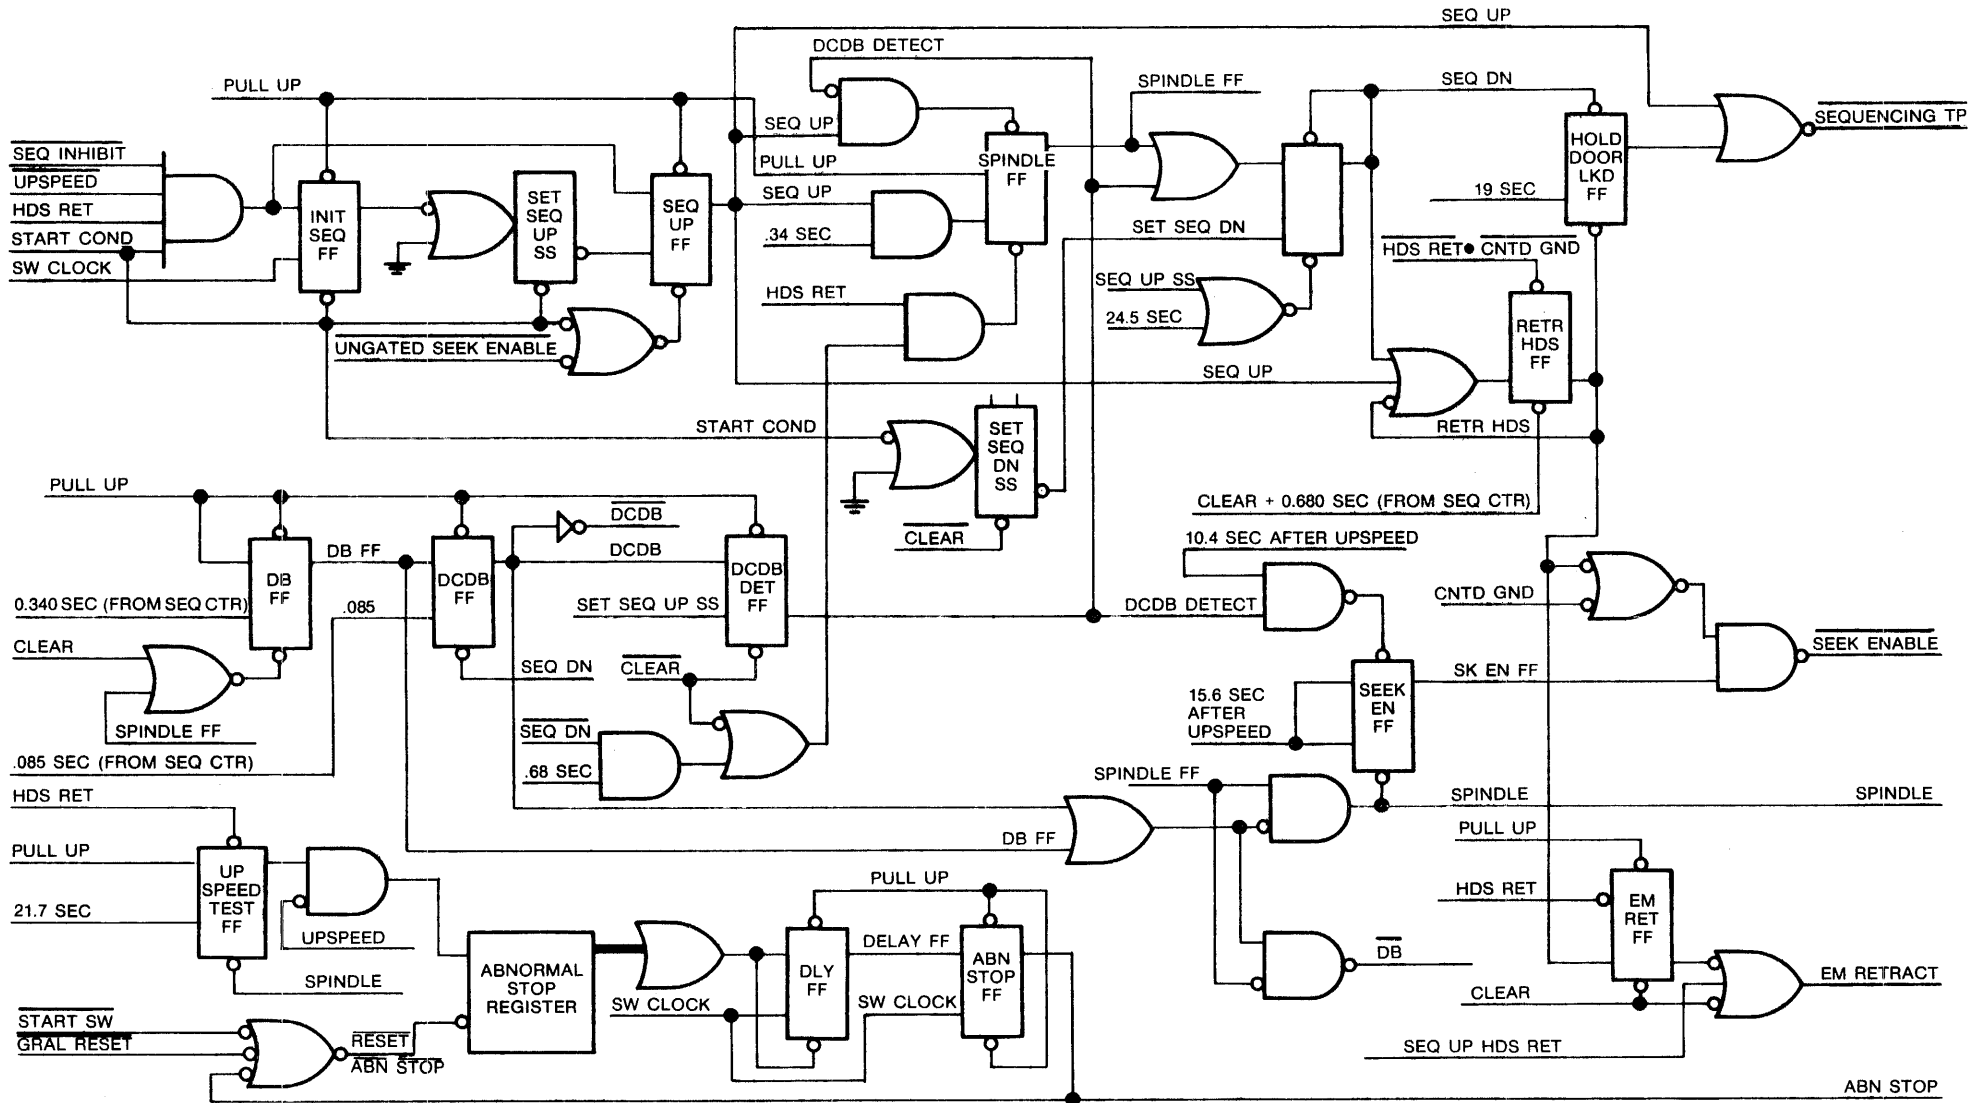 SEQ UP
DCDB DETECT
SPINDLE FF
SEQ DN
PULL UP
SEQ UP
SEQUENCING TP
SEQ INHIBIT
UPSPEED
HDS RET
START COND
SW CLOCK
INIT
SEQ
FF
SET
SEQ
UP
SS
SEQ
UP
FF
PULL UP
SEQ UP
.34 SEC
SPINDLE
FF
HOLD
DOOR
LKD
FF
19 SEC
SET SEQ DN
HDS RET • CNTD GND
HDS RET
SEQ UP SS
24.5 SEC
RETR
HDS
FF
UNGATED SEEK ENABLE
SEQ UP
START COND
SET
SEQ
DN
SS
RETR HDS
PULL UP
DCDB
CLEAR
CLEAR + 0.680 SEC (FROM SEQ CTR)
10.4 SEC AFTER UPSPEED
DB FF
DCDB
DB
FF
DCDB
FF
DCDB
DET
FF
0.340 SEC (FROM SEQ CTR)
.085
SET SEQ UP SS
DCDB DETECT
CNTD GND
SEEK ENABLE
CLEAR
SEQ DN
CLEAR
SK EN FF
SEEK
EN
FF
15.6 SEC
AFTER
UPSPEED
SPINDLE FF
SEQ DN
.68 SEC
.085 SEC (FROM SEQ CTR)
SPINDLE FF
SPINDLE
SPINDLE
HDS RET
DB FF
PULL UP
PULL UP
UP
SPEED
TEST
FF
21.7 SEC
UPSPEED
PULL UP
HDS RET
EM
RET
FF
SPINDLE
ABNORMAL
STOP
REGISTER
DELAY FF
DLY
FF
ABN
STOP
FF
DB
EM RETRACT
SW CLOCK
SW CLOCK
CLEAR
START SW
GRAL RESET
RESET
ABN STOP
SEQ UP HDS RET
ABN STOP